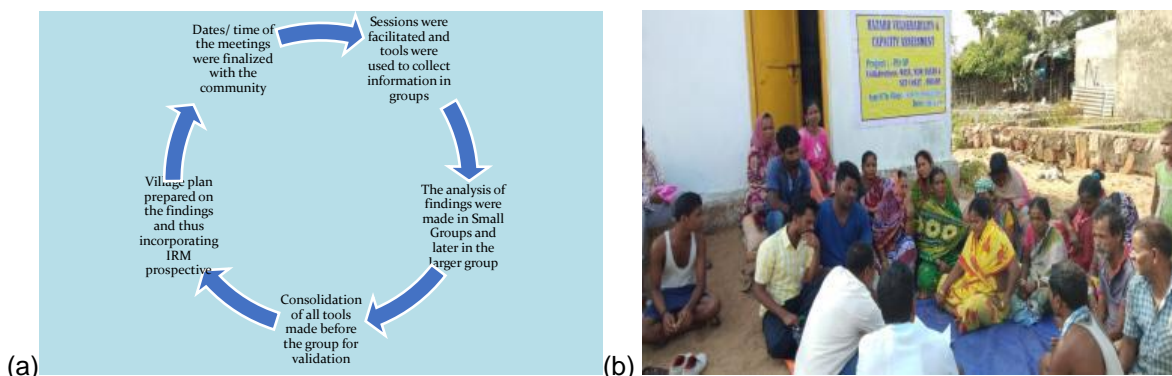 Dates/ time of
the meetings
were finalized
with the
community
Sessions were
facilitated and
tools were
used to collect
information in
groups
The analysis of
findings were
made in Small
Groups and
later in the
larger group
Consolidation
of all tools
made before
the group for
validation
Village plan
prepared on
the findings
and thus
incorporating
IRM
prospective
(a)
(b)
CAPACITY ASSESSMENT
Project :-